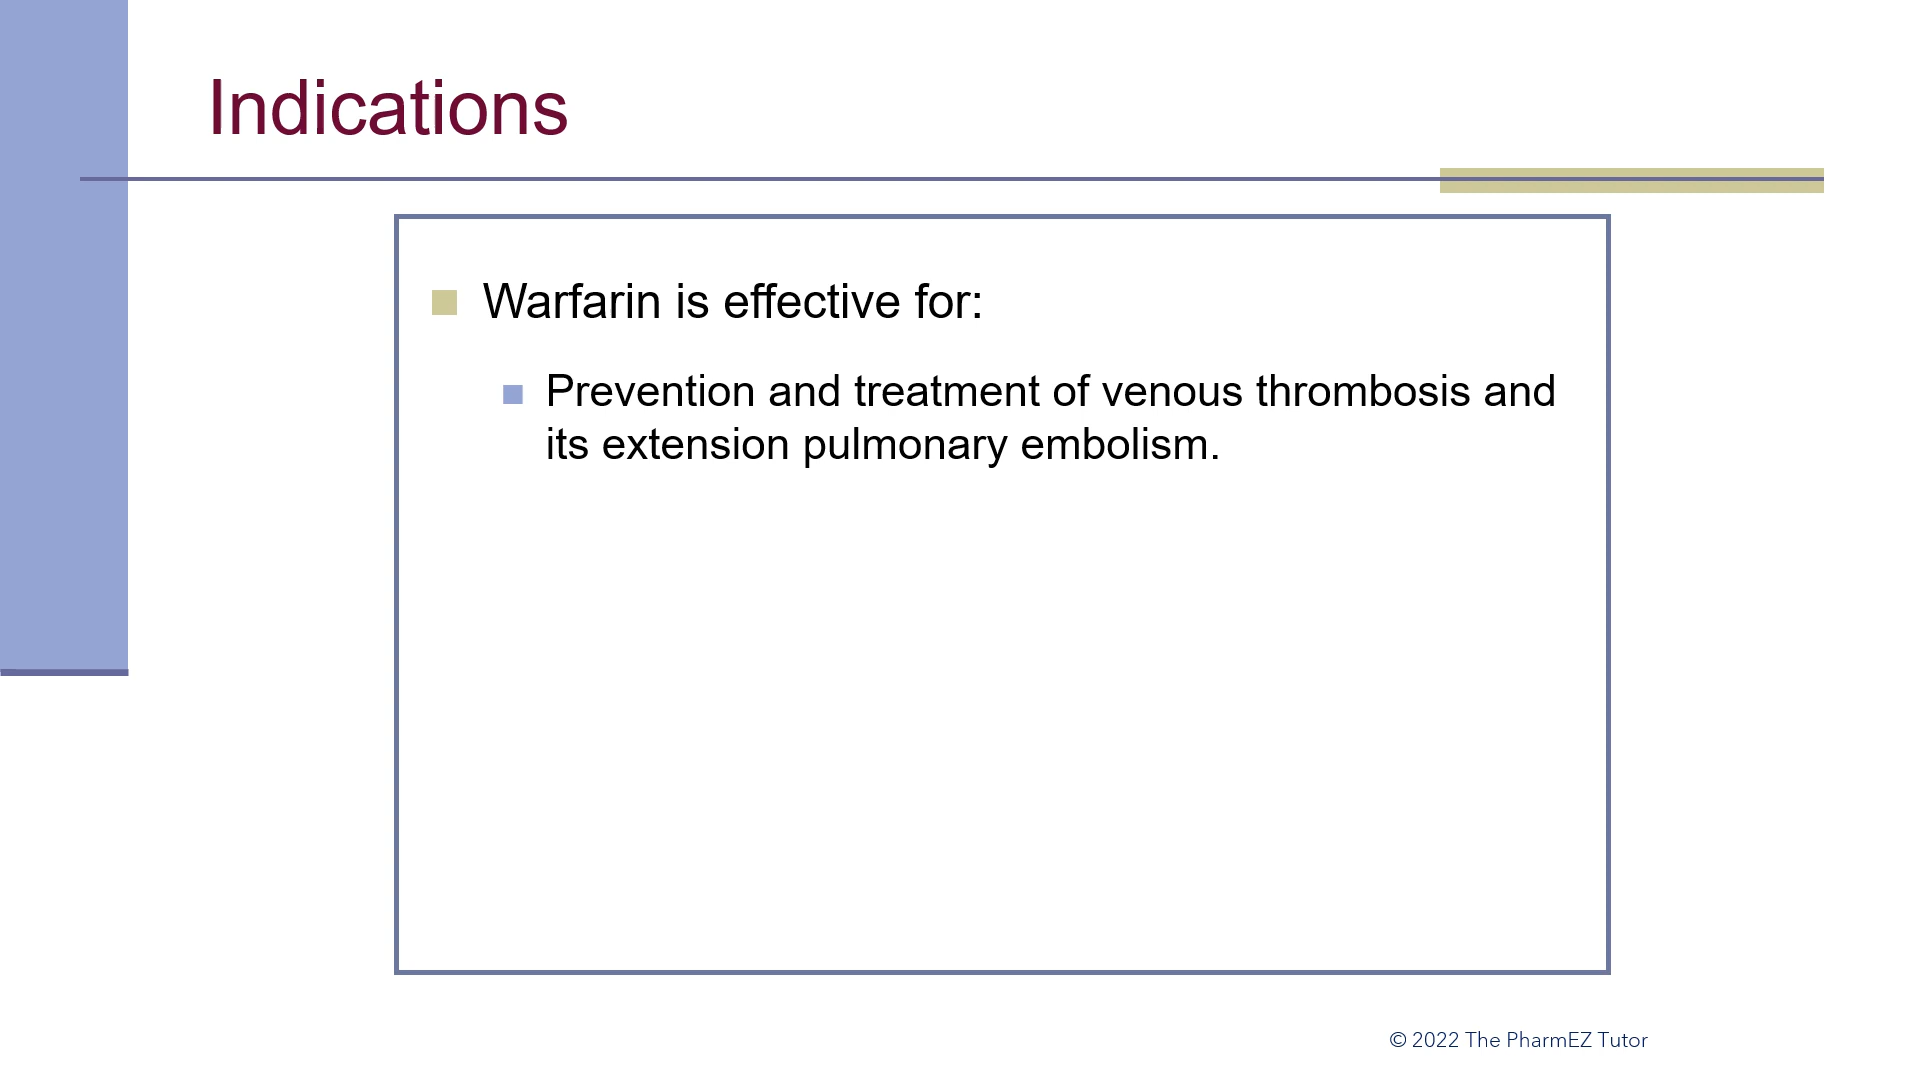 Indications
Warfarin is effective for:
Prevention and treatment of venous thrombosis and
its extension pulmonary embolism.
© 2022 The PharmEZ Tutor